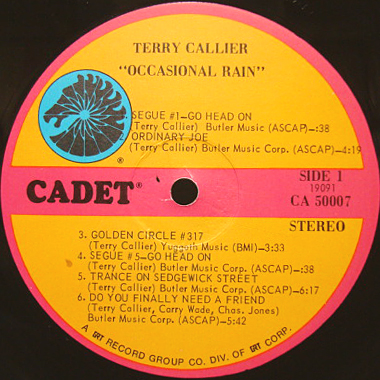 TERRY CALLIER
"OCCASIONAL RAIN"
SEGUE #1—GO HEAD ON
(Terry Callier) Butler Music (ASCAP)—:38
ORDINARY JOE
(Terry Callier) Butler Music Corp. (ASCAP)—4:19
CADET®
SIDE 1
19091
CA 50007
STEREO
3. GOLDEN CIRCLE #317
(Terry Callier) Yuggoth Music (BMI)—3:33
4. SEGUE #5—GO HEAD ON
(Terry Callier) Butler Music Corp. (ASCAP)—:38
5. TRANCE ON SEDGEWICK STREET
(Terry Callier) Butler Music Corp. (ASCAP)—6:17
6. DO YOU FINALLY NEED A FRIEND
(Terry Callier, Carry Wade, Chas. Jones)
Butler Music Corp. (ASCAP)—5:42
A GRT RECORD GROUP CO. DIV. OF GRT CORP.